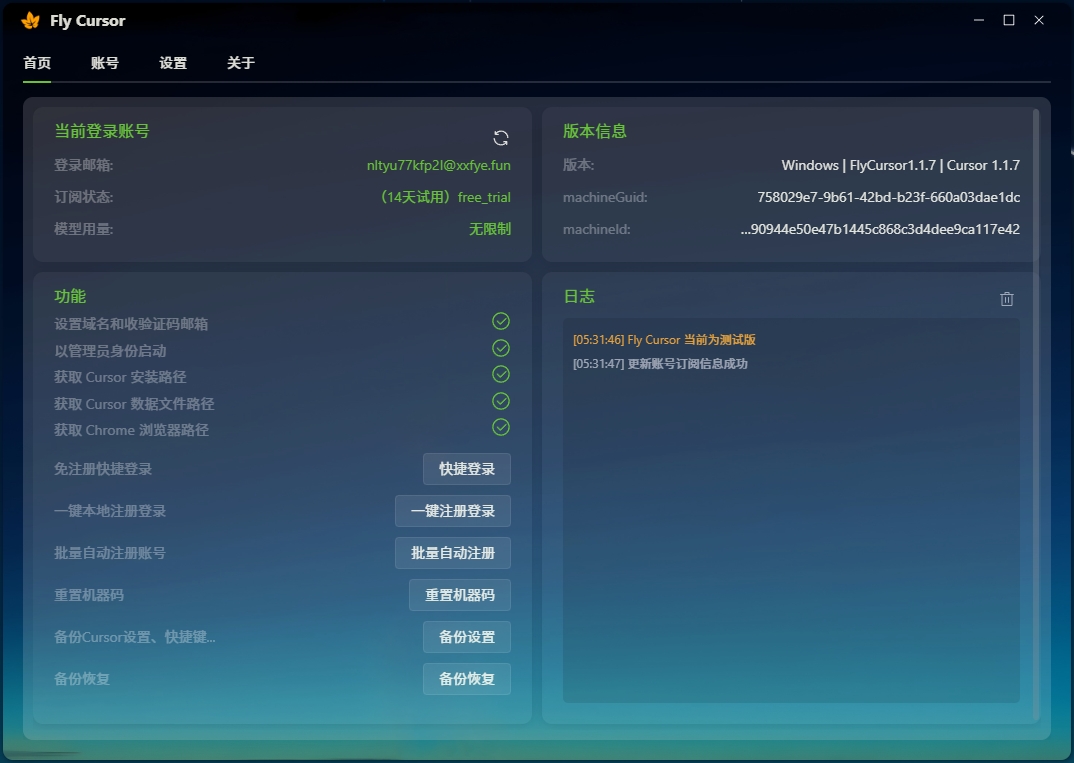 Fly Cursor
首页 账号 设置 关于
当前登录账号
登录邮箱: nltyu77kfp2l@xxfye.fun
订阅状态: （14天试用）free_trial
模型用量: 无限制
版本信息
版本: Windows | FlyCursor1.1.7 | Cursor 1.1.7
machineGuid: 758029e7-9b61-42bd-b23f-660a03dae1dc
machineId: ...90944e50e47b1445c868c3d4dee9ca117e42
功能
设置域名和收验证码邮箱
以管理员身份启动
获取 Cursor 安装路径
获取 Cursor 数据文件路径
获取 Chrome 浏览器路径
免注册快捷登录 快捷登录
一键本地注册登录 一键注册登录
批量自动注册账号 批量自动注册
重置机器码 重置机器码
备份Cursor设置、快捷键... 备份设置
备份恢复 备份恢复
日志
[05:31:46] Fly Cursor 当前为测试版
[05:31:47] 更新账号订阅信息成功